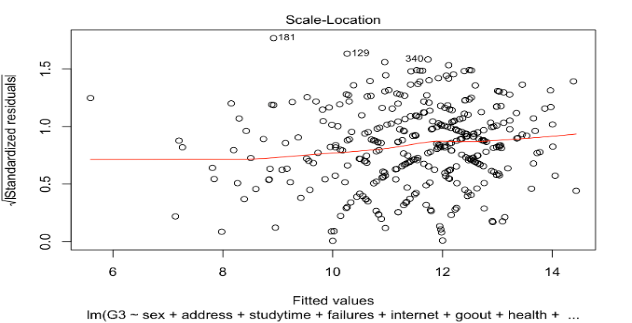 Scale-Location
√|Standardized residuals|
1.5
1.0
0.5
0.0
181
129
340
6 8 10 12 14
Fitted values
lm(G3 ~ sex + address + studytime + failures + internet + goout + health + ...